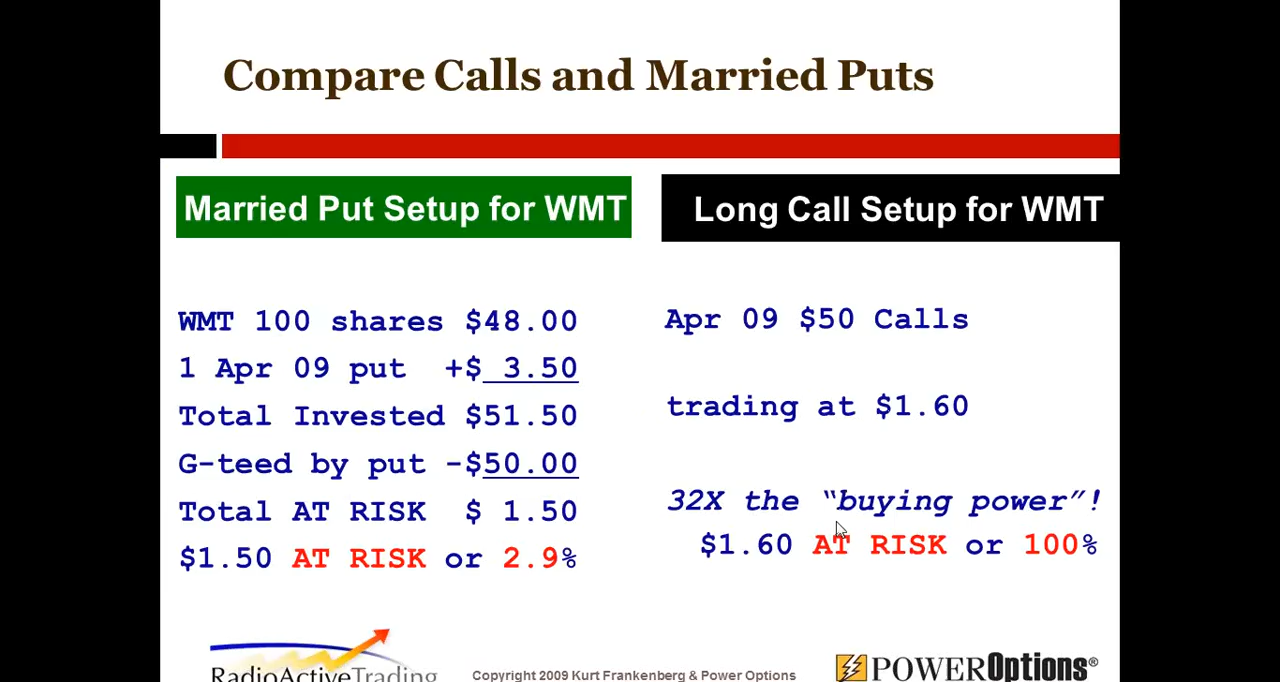 Compare Calls and Married Puts
Married Put Setup for WMT
WMT 100 shares $48.00
1 Apr 09 put +$ 3.50
Total Invested $51.50
G-teed by put -$50.00
Total AT RISK $ 1.50
$1.50 AT RISK or 2.9%
Long Call Setup for WMT
Apr 09 $50 Calls
trading at $1.60
32X the “buying power”!
$1.60 AT RISK or 100%
RadioActiveTrading
Copyright 2009 Kurt Frankenberg & Power Options
POWEROptions®